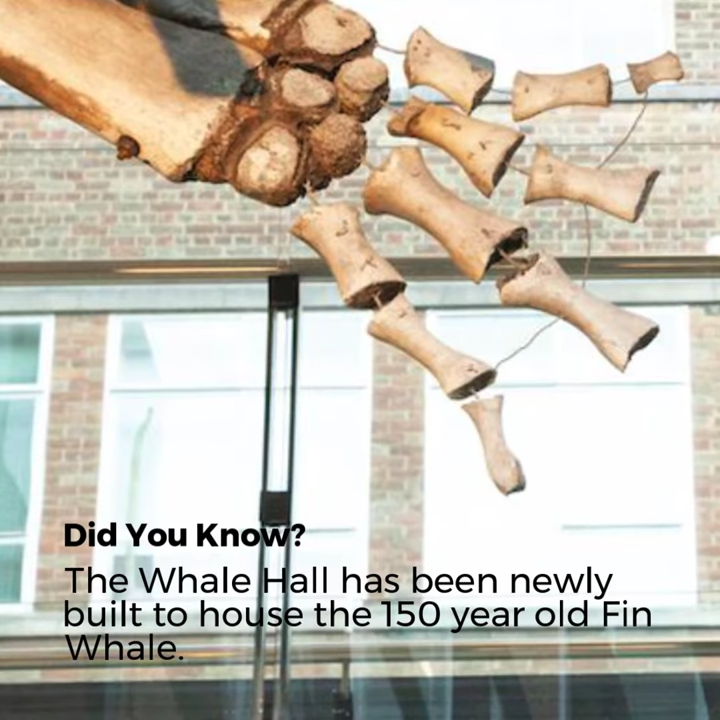 Did You Know?
The Whale Hall has been newly
built to house the 150 year old Fin
Whale.